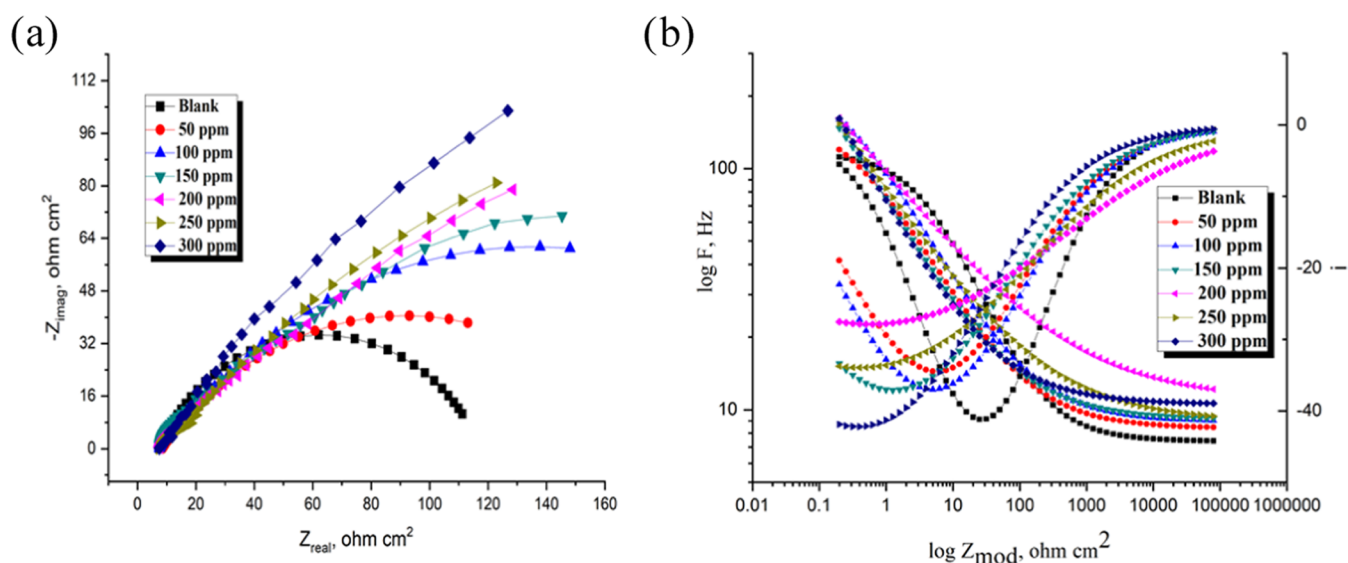 (a)
112
96
80
64
48
32
16
0
-Zimag, ohm cm2
Blank
50 ppm
100 ppm
150 ppm
200 ppm
250 ppm
300 ppm
0 20 40 60 80 100 120 140 160
Zreal, ohm cm2
(b)
100
10
log F, Hz
0
-20
-40
Blank
50 ppm
100 ppm
150 ppm
200 ppm
250 ppm
300 ppm
0.01 0.1 1 10 100 1000 10000 100000 1000000
log Zmod, ohm cm2